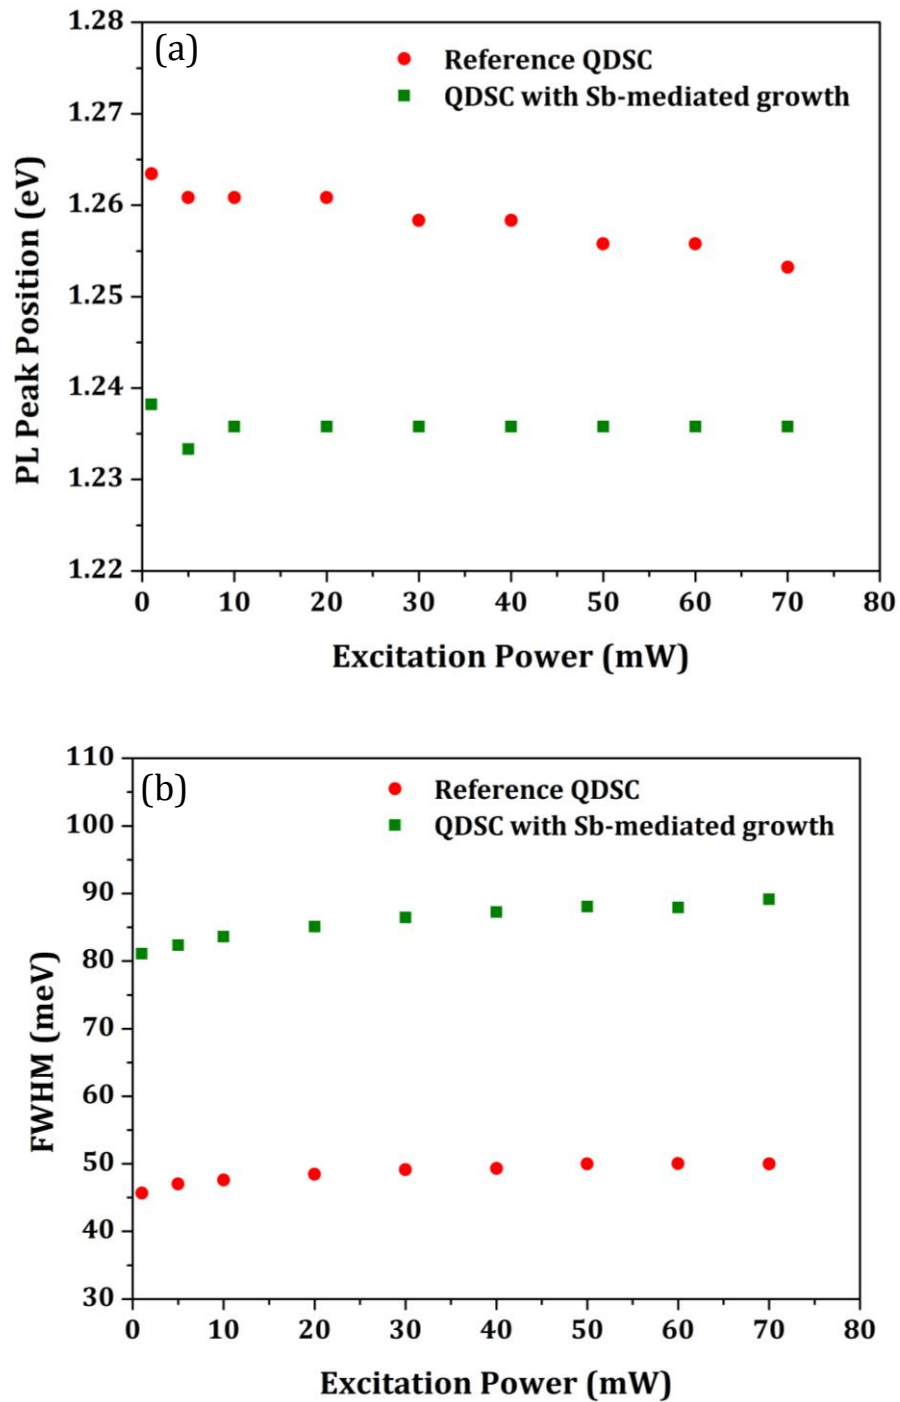 (a)
Reference QDSC
QDSC with Sb-mediated growth
1.28
1.27
1.26
1.25
1.24
1.23
1.22
PL Peak Position (eV)
0 10 20 30 40 50 60 70 80
Excitation Power (mW)
(b)
Reference QDSC
QDSC with Sb-mediated growth
110
100
90
80
70
60
50
40
30
FWHM (meV)
0 10 20 30 40 50 60 70 80
Excitation Power (mW)